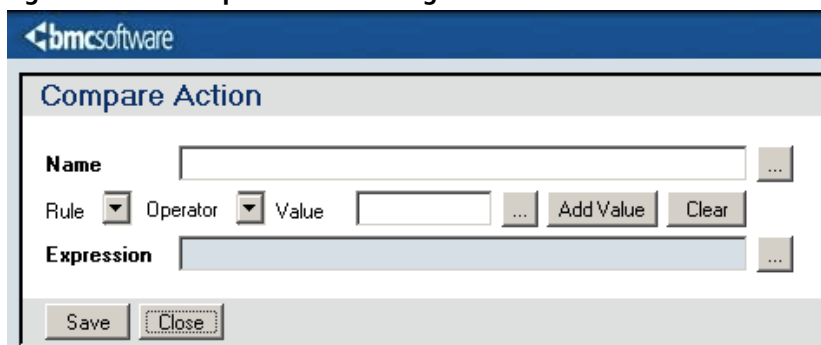 bmcsoftware
Compare Action
Name ...
Rule Operator Value ... Add Value Clear
Expression ...
Save Close